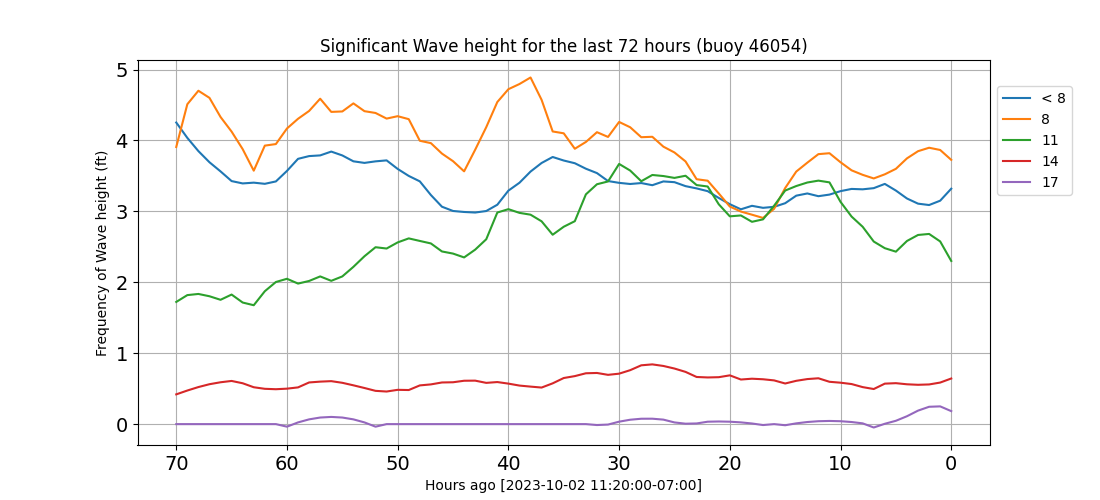 Significant Wave height for the last 72 hours (buoy 46054)
Frequency of Wave height (ft)
5
4
3
2
1
0
70 60 50 40 30 20 10 0
Hours ago [2023-10-02 11:20:00-07:00]
< 8
8
11
14
17